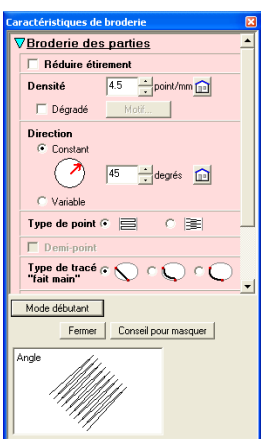 Caractéristiques de broderie
Broderie des parties
Réduire étirement
Densité 4.5 point/mm
Dégradé Motif...
Direction
Constant
45 degrés
Variable
Type de point
Demi-point
Type de tracé
"fait main"
Mode débutant
Fermer Conseil pour masquer
Angle